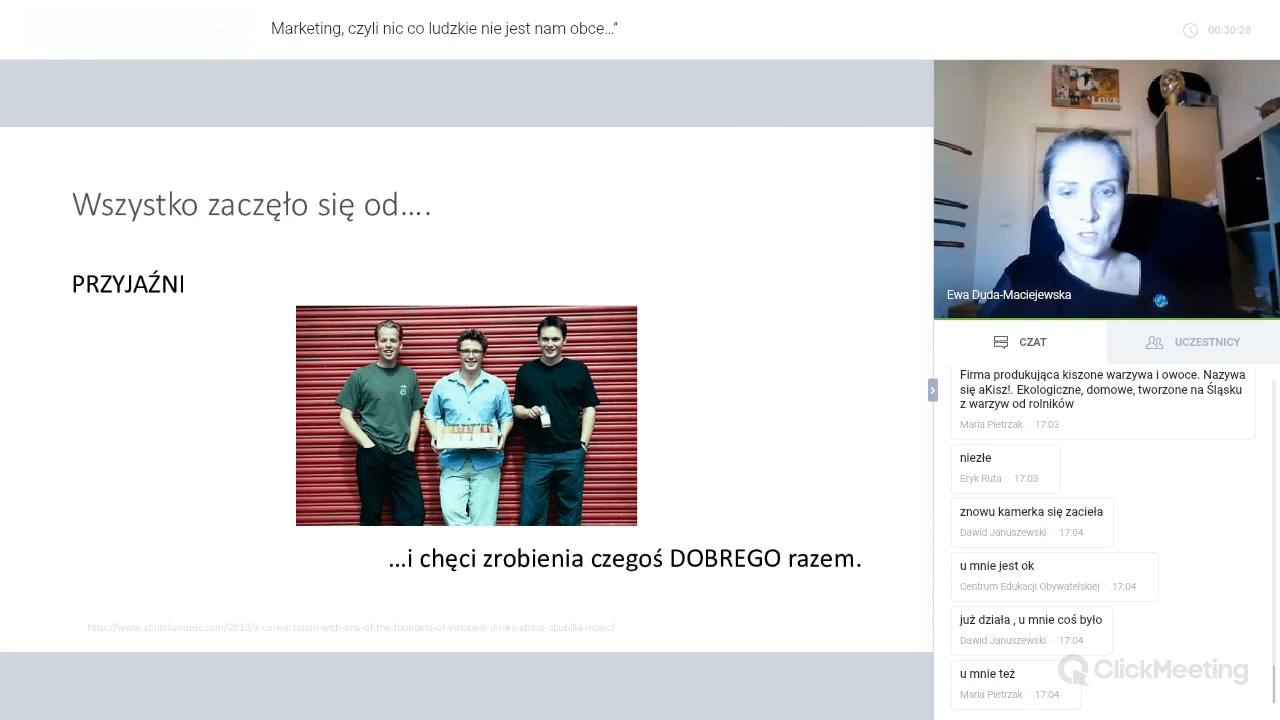 CEO
Marketing, czyli nic co ludzkie nie jest nam obce...”
00:30:28
Wszystko zaczęło się od....
PRZYJAŹNI
...i chęci zrobienia czegoś DOBREGO razem.
http://www.abubillamusic.com/2010/a-conversation-with-one-of-the-founders-of-innocent-drinks-about-abubilla-music/
LOVE
Ewa Duda-Maciejewska
CZAT
UCZESTNICY
Firma produkująca kiszone warzywa i owoce. Nazywa
się aKisz!. Ekologiczne, domowe, tworzone na Śląsku
z warzyw od rolników
Maria Pietrzak · 17:03
niezłe
Eryk Ruta · 17:03
znowu kamerka się zacieła
Dawid Januszewski · 17:04
u mnie jest ok
Centrum Edukacji Obywatelskiej · 17:04
już działa , u mnie coś było
Dawid Januszewski · 17:04
u mnie też
Maria Pietrzak · 17:04
ClickMeeting